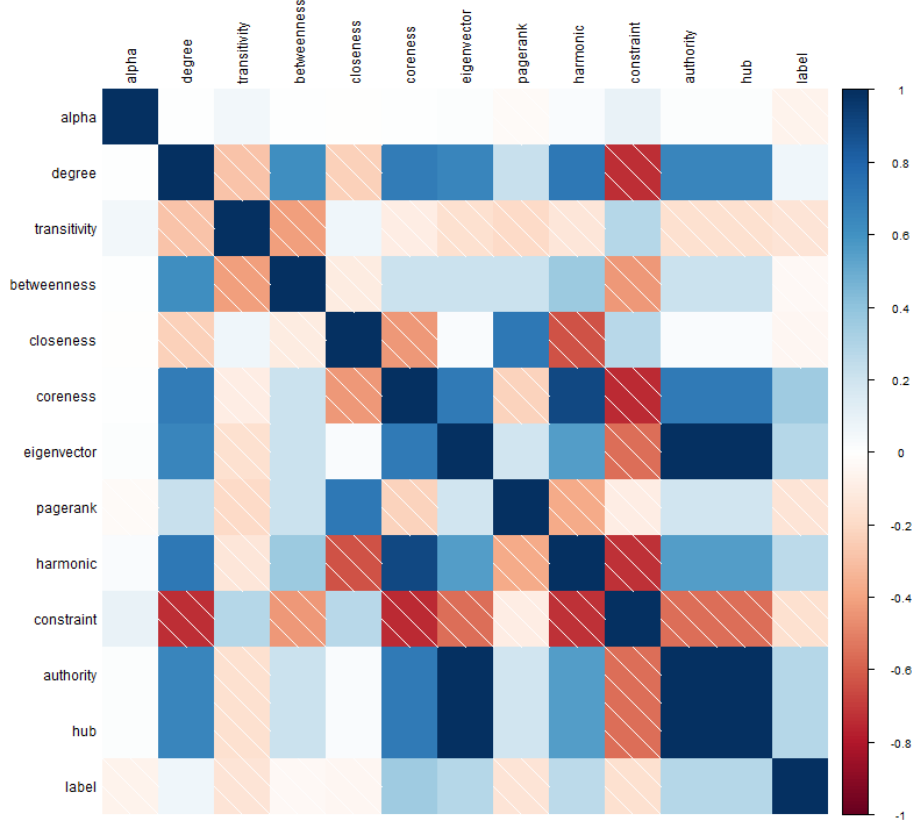 alpha
degree
transitivity
betweenness
closeness
coreness
eigenvector
pagerank
harmonic
constraint
authority
hub
label
alpha
degree
transitivity
betweenness
closeness
coreness
eigenvector
pagerank
harmonic
constraint
authority
hub
label
1
0.8
0.6
0.4
0.2
0
-0.2
-0.4
-0.6
-0.8
-1